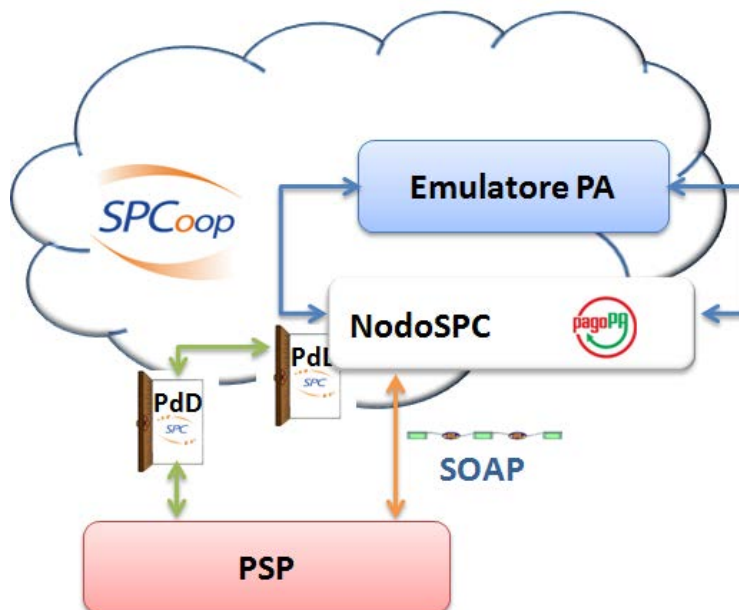 Emulatore PA
SPCoop
NodoSPC
pagoPA
PdD
SPC
PdD
SPC
SOAP
PSP